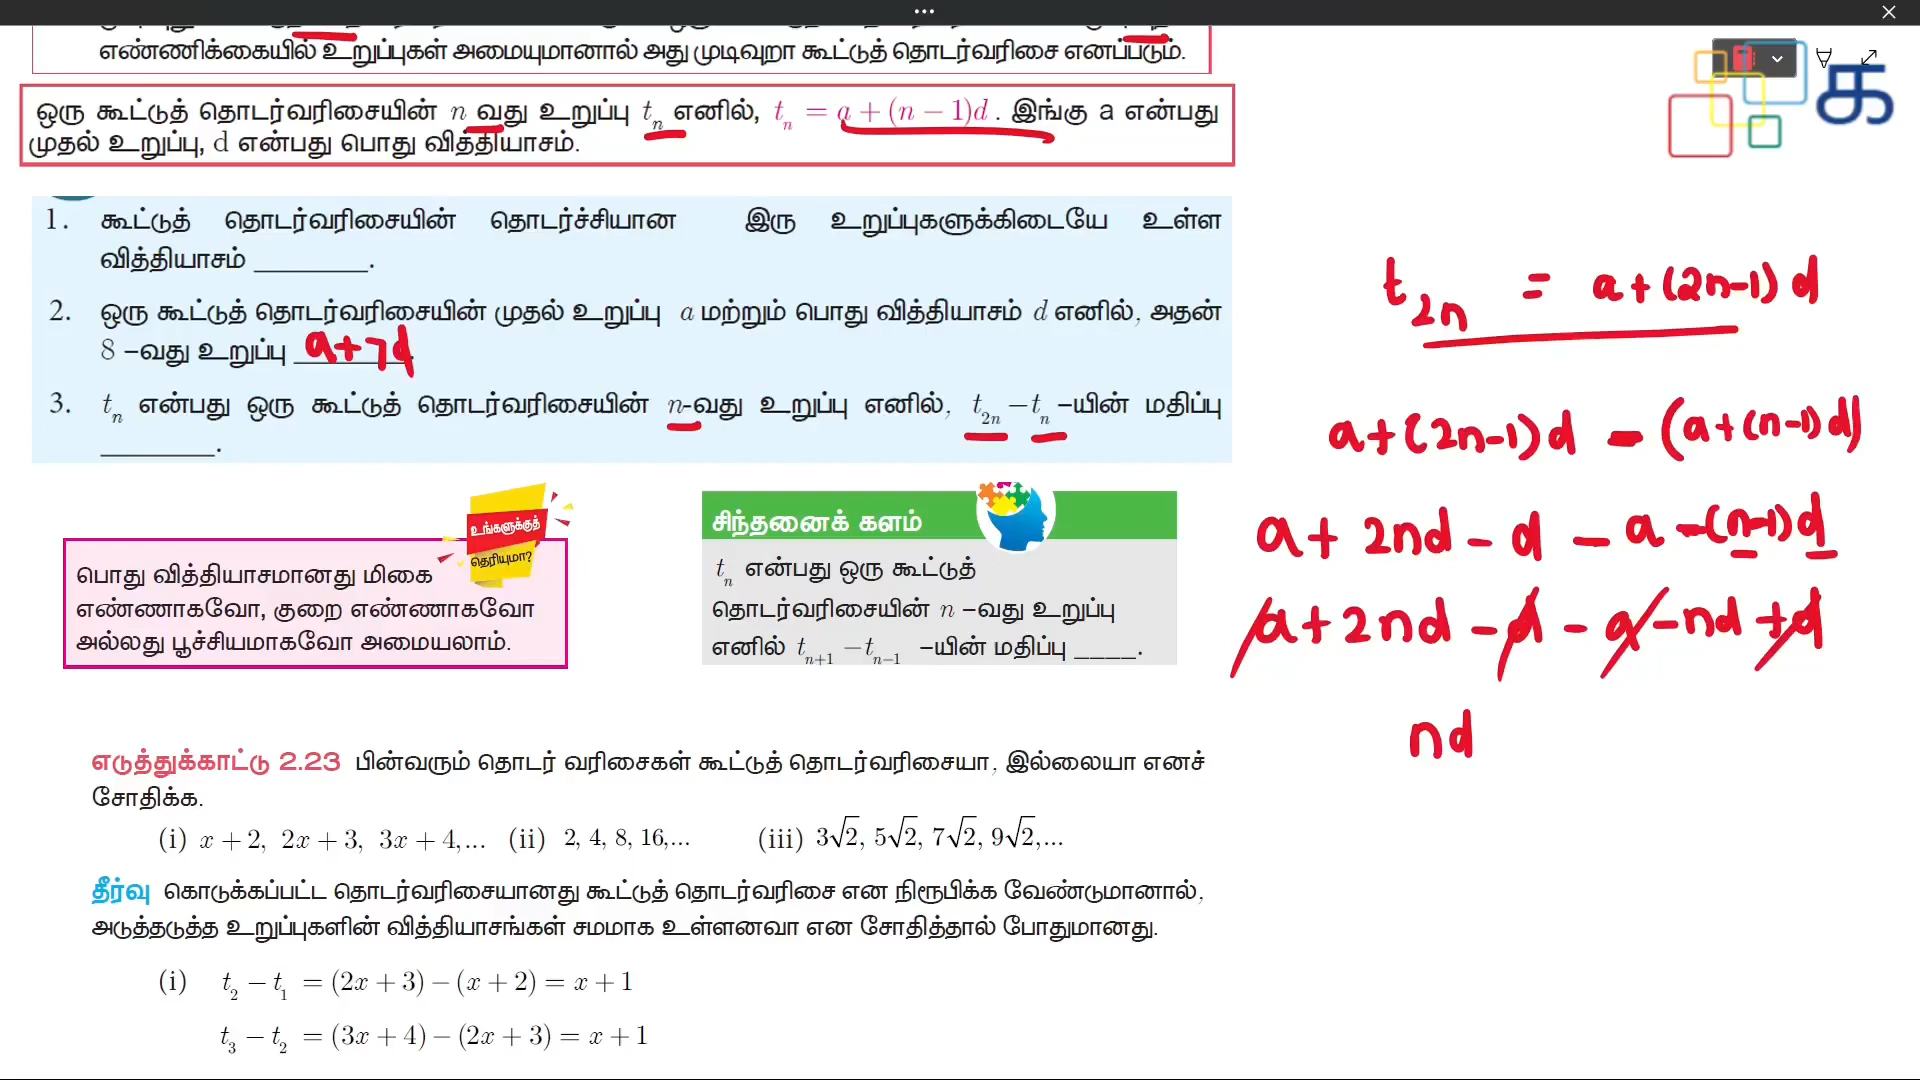 எண்ணிக்கையில் உறுப்புகள் அமையுமானால் அது முடிவுறா கூட்டுத் தொடர்வரிசை எனப்படும்.
ஒரு கூட்டுத் தொடர்வரிசையின் n வது உறுப்பு tₙ எனில், tₙ = a + (n − 1)d . இங்கு a என்பது
முதல் உறுப்பு, d என்பது பொது வித்தியாசம்.
1. கூட்டுத் தொடர்வரிசையின் தொடர்ச்சியான இரு உறுப்புகளுக்கிடையே உள்ள
வித்தியாசம் ________.
2. ஒரு கூட்டுத் தொடர்வரிசையின் முதல் உறுப்பு a மற்றும் பொது வித்தியாசம் d எனில், அதன்
8 –வது உறுப்பு a+7d.
3. tₙ என்பது ஒரு கூட்டுத் தொடர்வரிசையின் n-வது உறுப்பு எனில், t₂ₙ – tₙ –யின் மதிப்பு
________.
உங்களுக்குத்
தெரியுமா?
பொது வித்தியாசமானது மிகை
எண்ணாகவோ, குறை எண்ணாகவோ
அல்லது பூச்சியமாகவோ அமையலாம்.
சிந்தனைக் களம்
tₙ என்பது ஒரு கூட்டுத்
தொடர்வரிசையின் n –வது உறுப்பு
எனில் tₙ₊₁ – tₙ₋₁ –யின் மதிப்பு ____.
எடுத்துக்காட்டு 2.23 பின்வரும் தொடர் வரிசைகள் கூட்டுத் தொடர்வரிசையா, இல்லையா எனச்
சோதிக்க.
(i) x + 2, 2x + 3, 3x + 4,... (ii) 2, 4, 8, 16,... (iii) 3√2, 5√2, 7√2, 9√2,...
தீர்வு கொடுக்கப்பட்ட தொடர்வரிசையானது கூட்டுத் தொடர்வரிசை என நிரூபிக்க வேண்டுமானால்,
அடுத்தடுத்த உறுப்புகளின் வித்தியாசங்கள் சமமாக உள்ளனவா என சோதித்தால் போதுமானது.
(i) t₂ − t₁ = (2x + 3) − (x + 2) = x + 1
t₃ − t₂ = (3x + 4) − (2x + 3) = x + 1
க
t₂ₙ = a+(2n-1)d
a+(2n-1)d - (a+(n-1)d)
a+ 2nd - d - a -(n-1)d
a+2nd - d - a -nd +d
nd